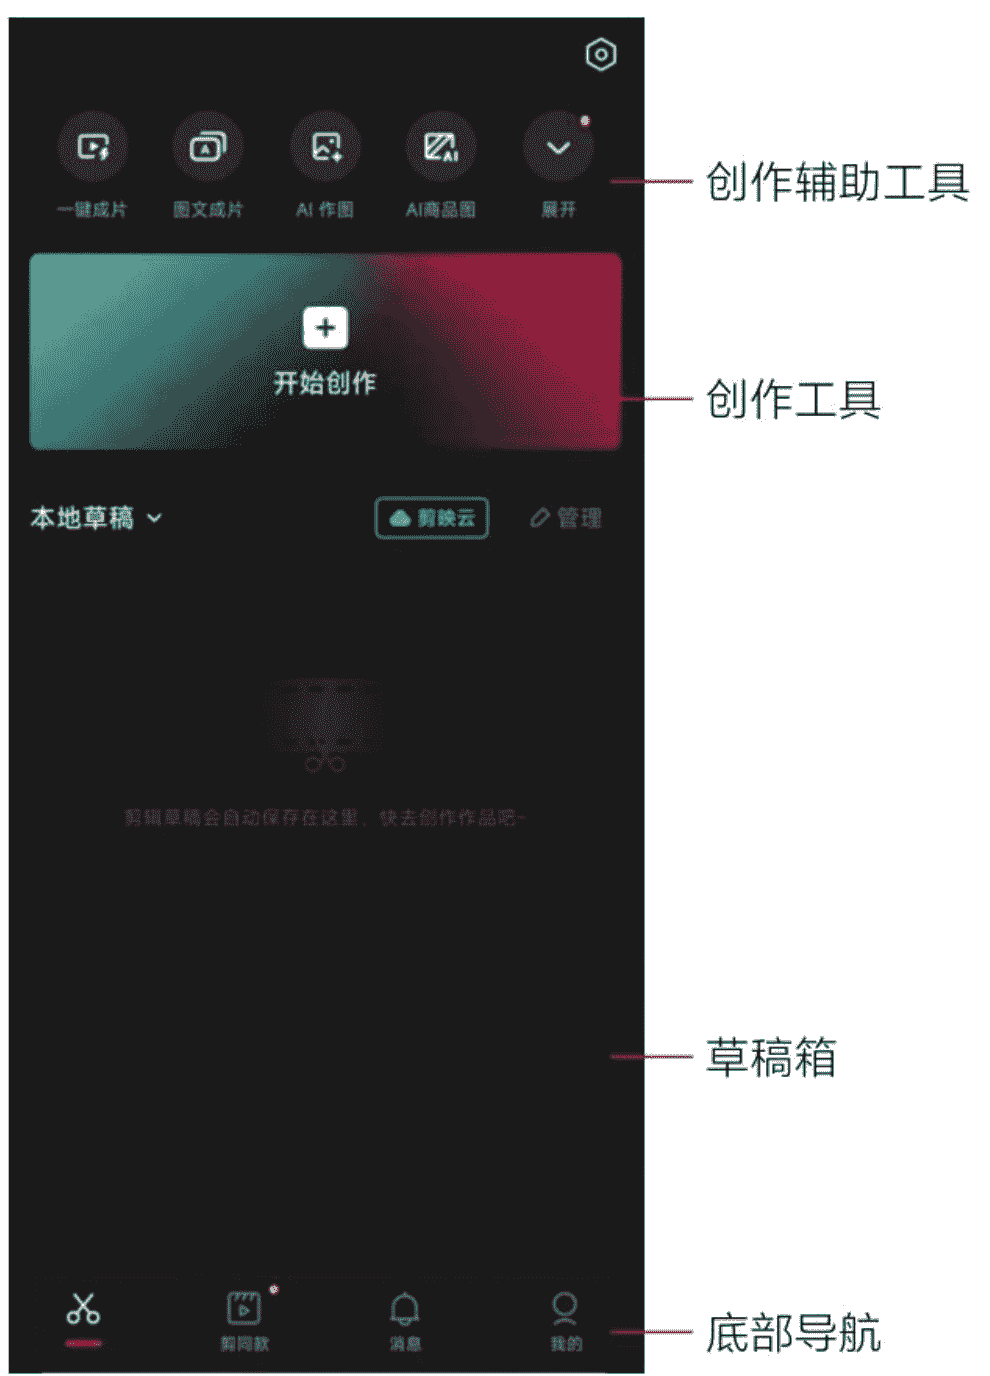 一键成片 图文成片 AI 作图 AI商品图 展开
创作辅助工具
开始创作
创作工具
本地草稿 剪映云 管理
剪辑草稿会自动保存在这里，快去创作作品吧~
草稿箱
剪同款 消息 我的
底部导航